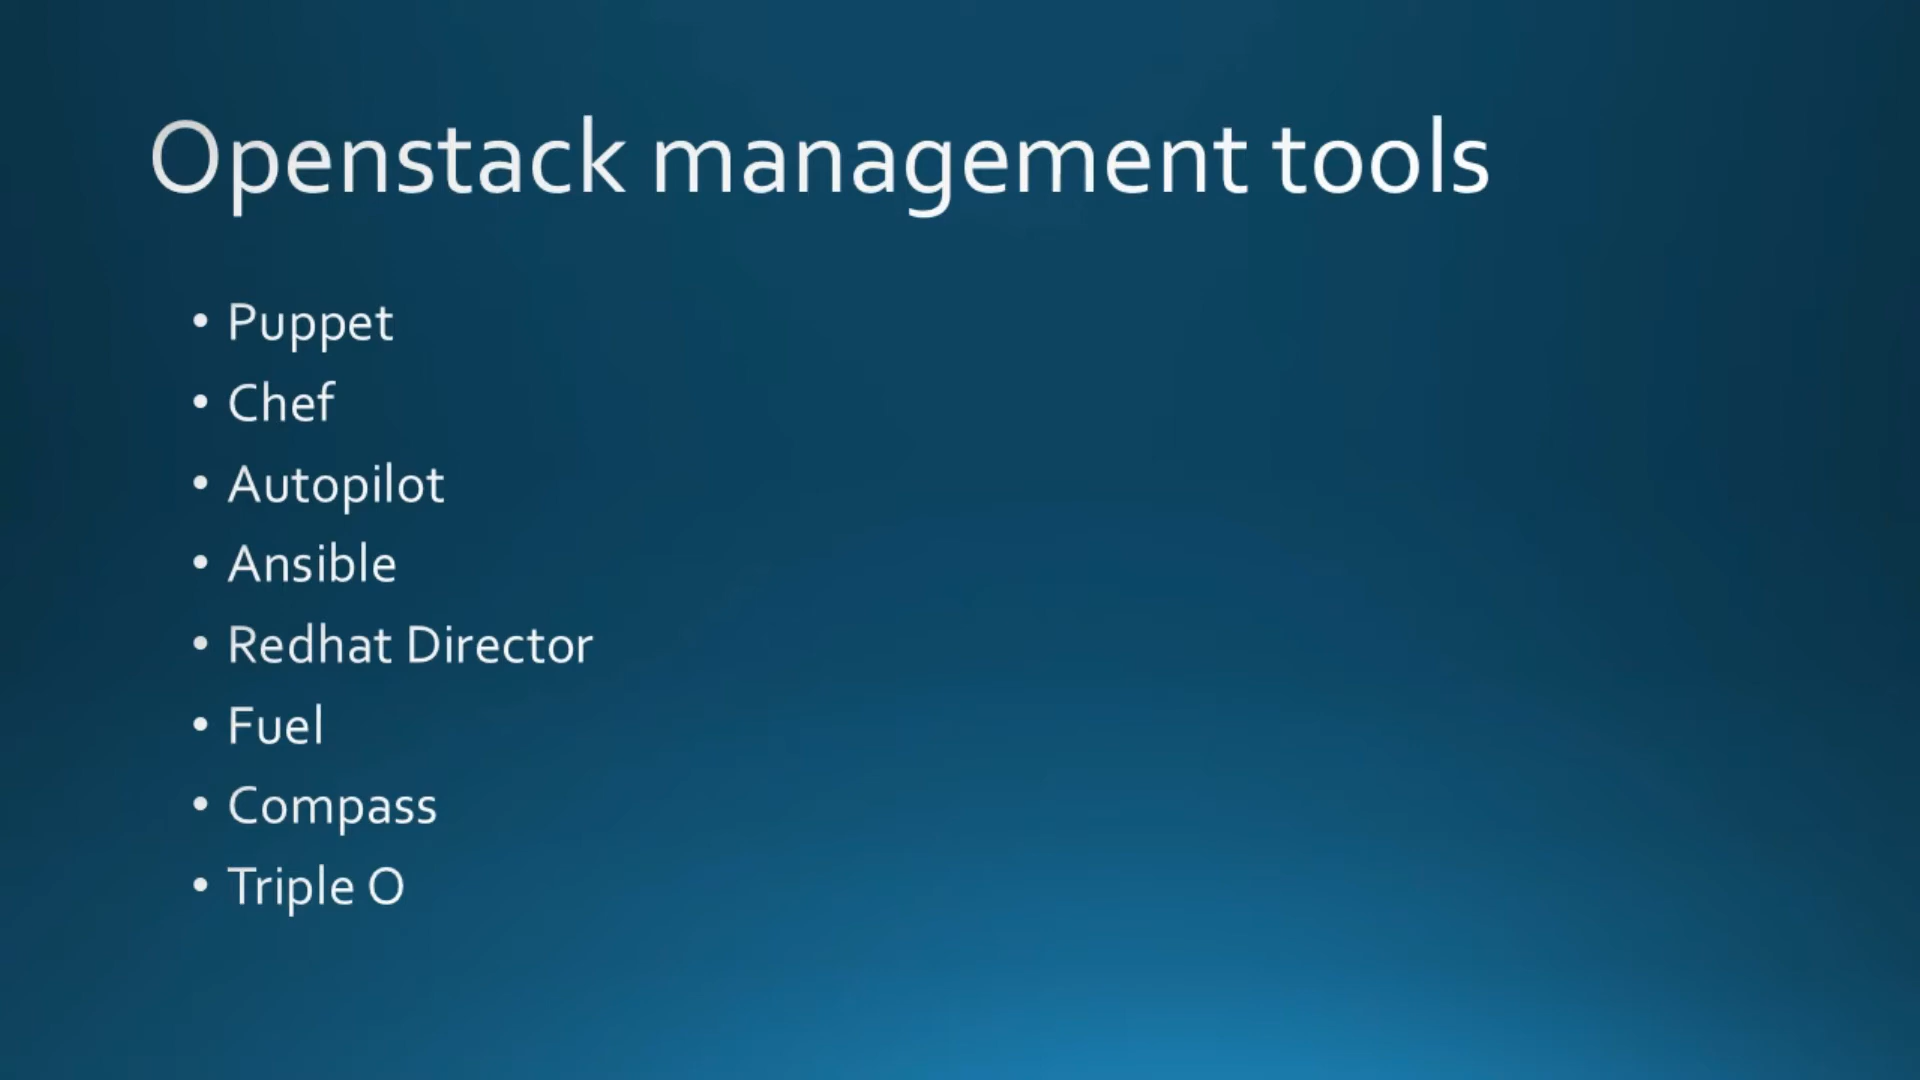 Openstack management tools
• Puppet
• Chef
• Autopilot
• Ansible
• Redhat Director
• Fuel
• Compass
• Triple O